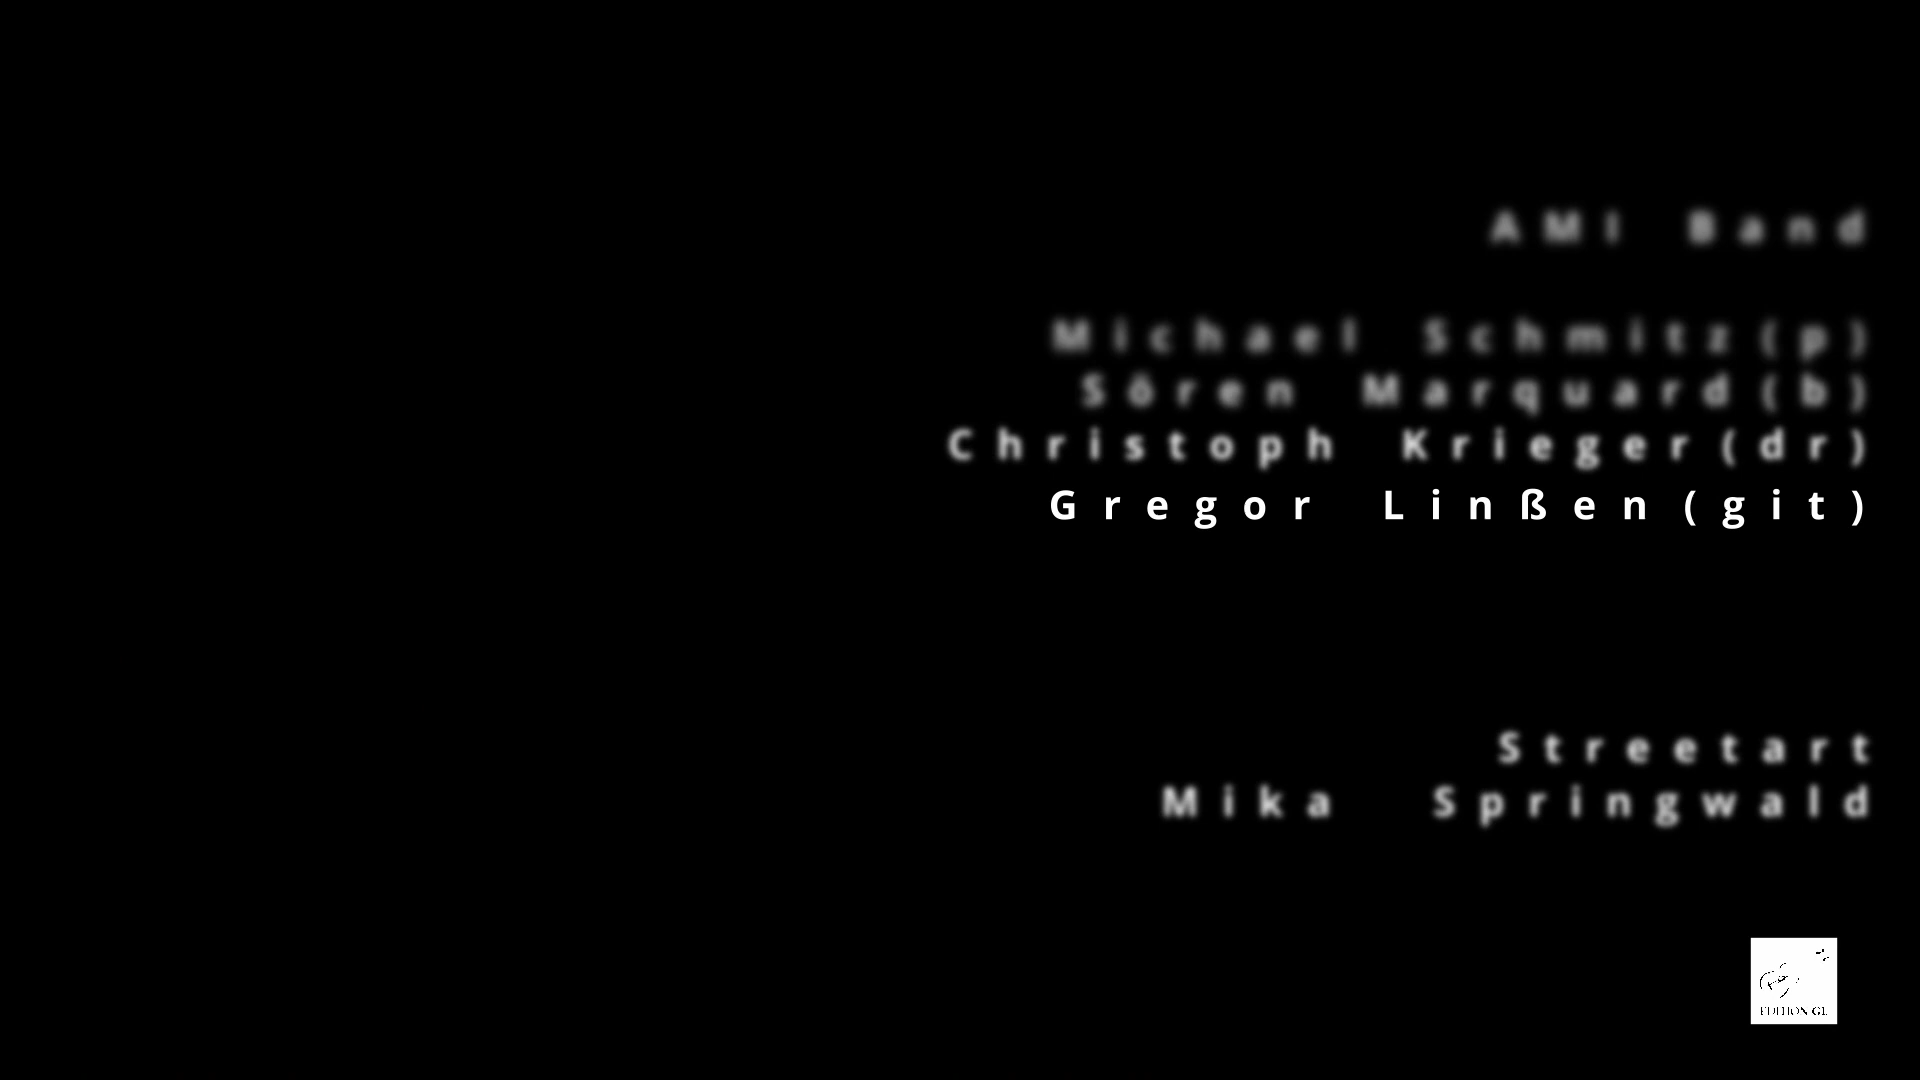 AMI Band
Michael Schmitz(p)
Sören Marquard(b)
Christoph Krieger(dr)
Gregor Linßen(git)
Streetart
Mika Springwald
EDITION GL